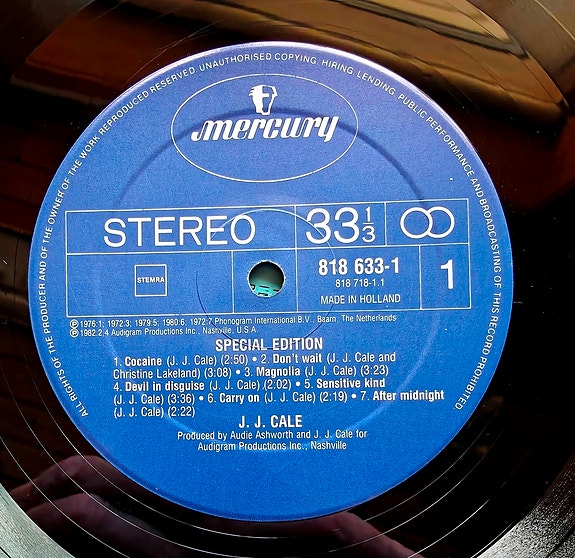 ALL RIGHTS OF THE PRODUCER AND OF THE OWNER OF THE WORK REPRODUCED RESERVED. UNAUTHORISED COPYING, HIRING, LENDING, PUBLIC PERFORMANCE AND BROADCASTING OF THIS RECORD PROHIBITED
mercury
STEREO 33 1/3
STEMRA 818 633-1 1
818 718-1.1
MADE IN HOLLAND
Ⓟ 1976:1; 1972:3; 1979:5; 1980:6; 1972:7 Phonogram International B.V., Baarn, The Netherlands
Ⓟ 1982:2,4 Audigram Productions Inc., Nashville, U.S.A.
SPECIAL EDITION
1. Cocaine (J. J. Cale) (2:50) • 2. Don't wait (J. J. Cale and
Christine Lakeland) (3:08) • 3. Magnolia (J. J. Cale) (3:23)
4. Devil in disguise (J. J. Cale) (2:02) • 5. Sensitive kind
(J. J. Cale) (3:36) • 6. Carry on (J. J. Cale) (2:19) • 7. After midnight
(J. J. Cale) (2:22)
J. J. CALE
Produced by Audie Ashworth and J. J. Cale for
Audigram Productions Inc., Nashville